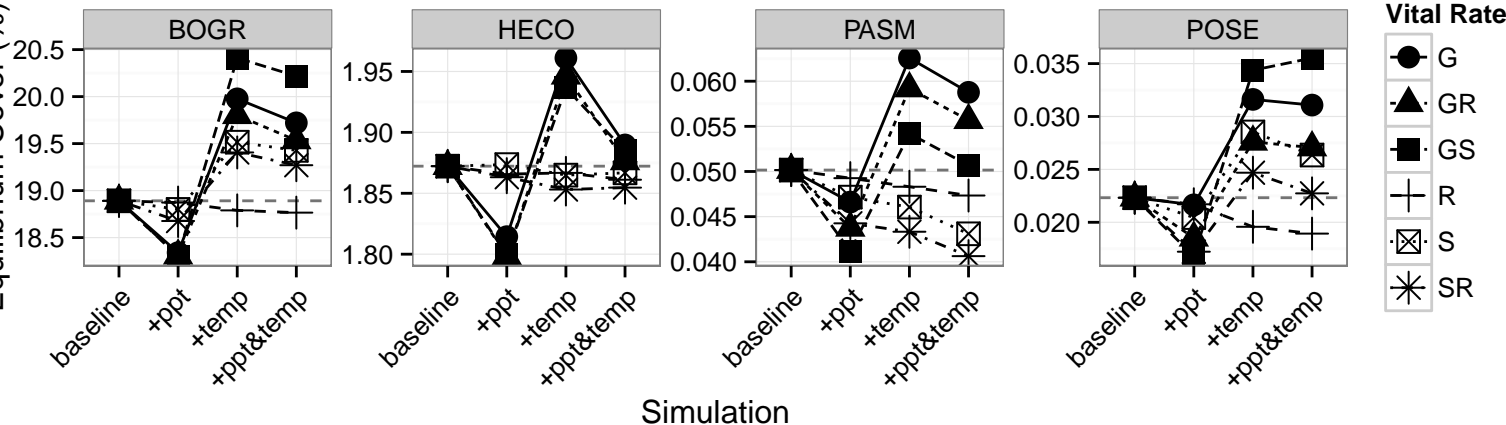 BOGR HECO PASM POSE
Vital Rate
G
GR
GS
R
S
SR
20.5
20.0
19.5
19.0
18.5
1.95
1.90
1.85
1.80
0.060
0.055
0.050
0.045
0.040
0.035
0.030
0.025
0.020
baseline +ppt +temp +ppt&temp
baseline +ppt +temp +ppt&temp
baseline +ppt +temp +ppt&temp
baseline +ppt +temp +ppt&temp
Simulation